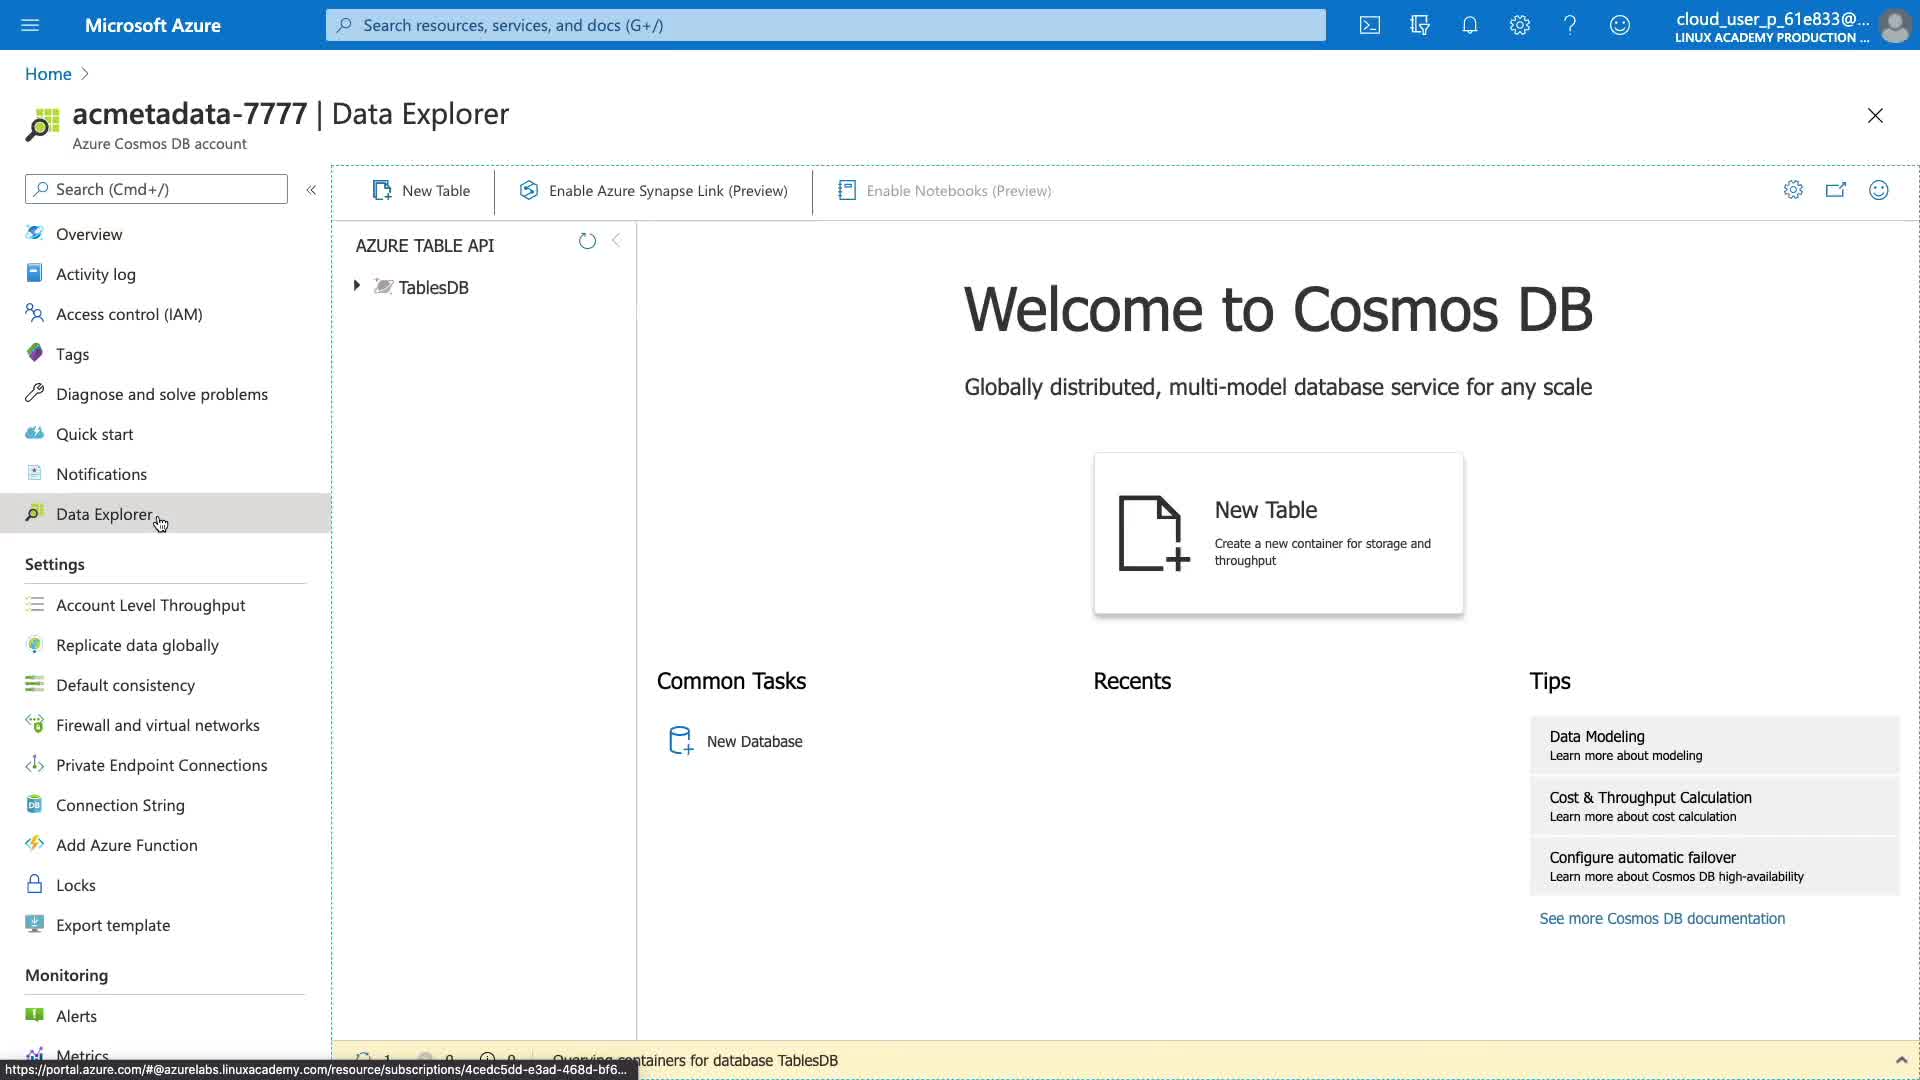 Microsoft Azure
Search resources, services, and docs (G+/)
cloud_user_p_61e833@...
LINUX ACADEMY PRODUCTION ...
Home
acmetadata-7777 | Data Explorer
Azure Cosmos DB account
Search (Cmd+/)
Overview
Activity log
Access control (IAM)
Tags
Diagnose and solve problems
Quick start
Notifications
Data Explorer
Settings
Account Level Throughput
Replicate data globally
Default consistency
Firewall and virtual networks
Private Endpoint Connections
Connection String
Add Azure Function
Locks
Export template
Monitoring
Alerts
Metrics
https://portal.azure.com/#@azurelabs.linuxacademy.com/resource/subscriptions/4cedc5dd-e3ad-468d-bf6...
New Table
Enable Azure Synapse Link (Preview)
Enable Notebooks (Preview)
AZURE TABLE API
TablesDB
Welcome to Cosmos DB
Globally distributed, multi-model database service for any scale
New Table
Create a new container for storage and
throughput
Common Tasks
New Database
Recents
Tips
Data Modeling
Learn more about modeling
Cost & Throughput Calculation
Learn more about cost calculation
Configure automatic failover
Learn more about Cosmos DB high-availability
See more Cosmos DB documentation
1 0 0 Querying containers for database TablesDB